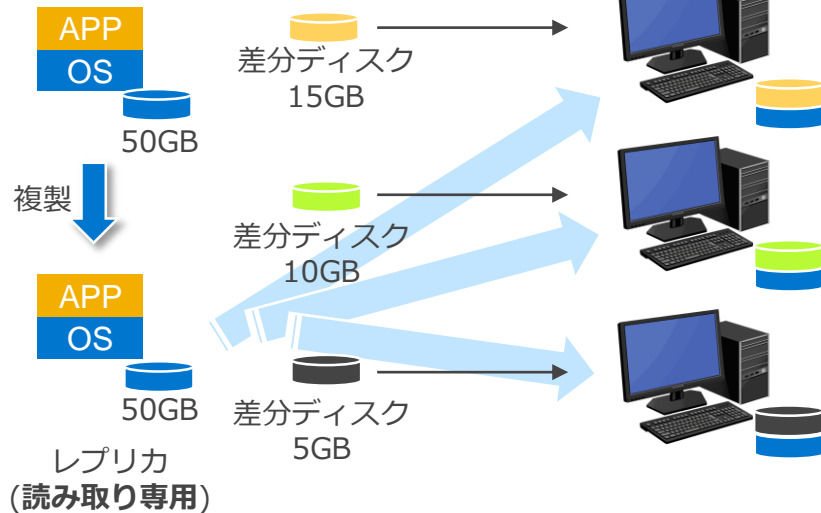 APP
OS
50GB
差分ディスク
15GB
複製
差分ディスク
10GB
APP
OS
50GB
差分ディスク
5GB
レプリカ
(読み取り専用)